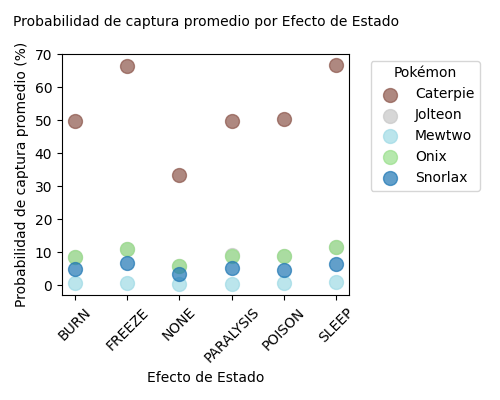 Probabilidad de captura promedio por Efecto de Estado
Probabilidad de captura promedio (%)
70
60
50
40
30
20
10
0
BURN
FREEZE
NONE
PARALYSIS
POISON
SLEEP
Efecto de Estado
Pokémon
Caterpie
Jolteon
Mewtwo
Onix
Snorlax